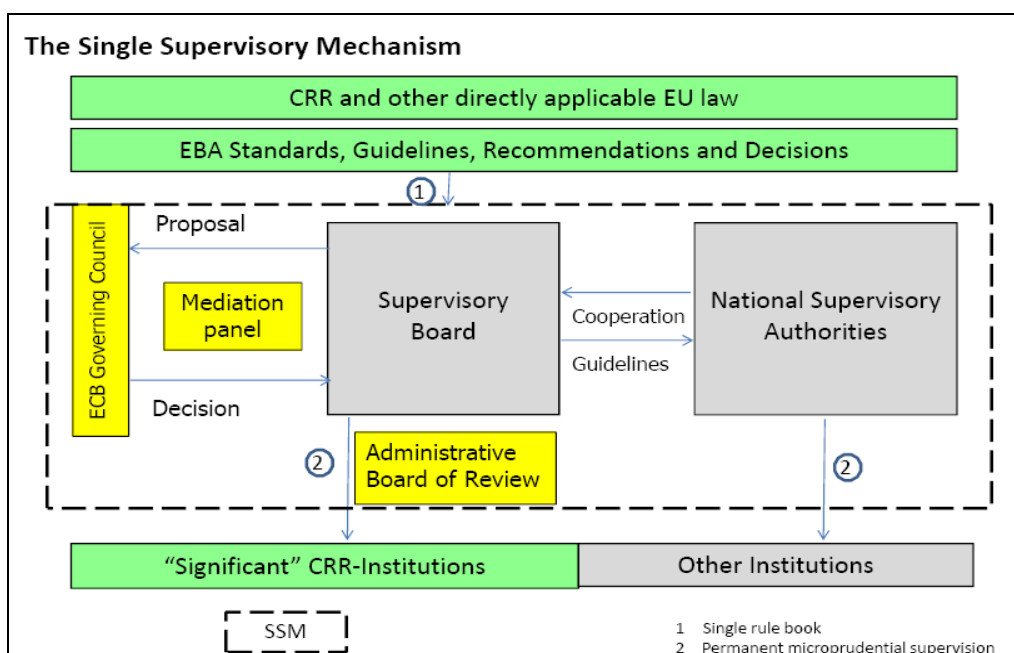 The Single Supervisory Mechanism
CRR and other directly applicable EU law
EBA Standards, Guidelines, Recommendations and Decisions
1
ECB Governing Council
Proposal
Mediation
panel
Decision
Supervisory
Board
Cooperation
Guidelines
National Supervisory
Authorities
2
Administrative
Board of Review
2
“Significant” CRR-Institutions
Other Institutions
SSM
1 Single rule book
2 Permanent microprudential supervision